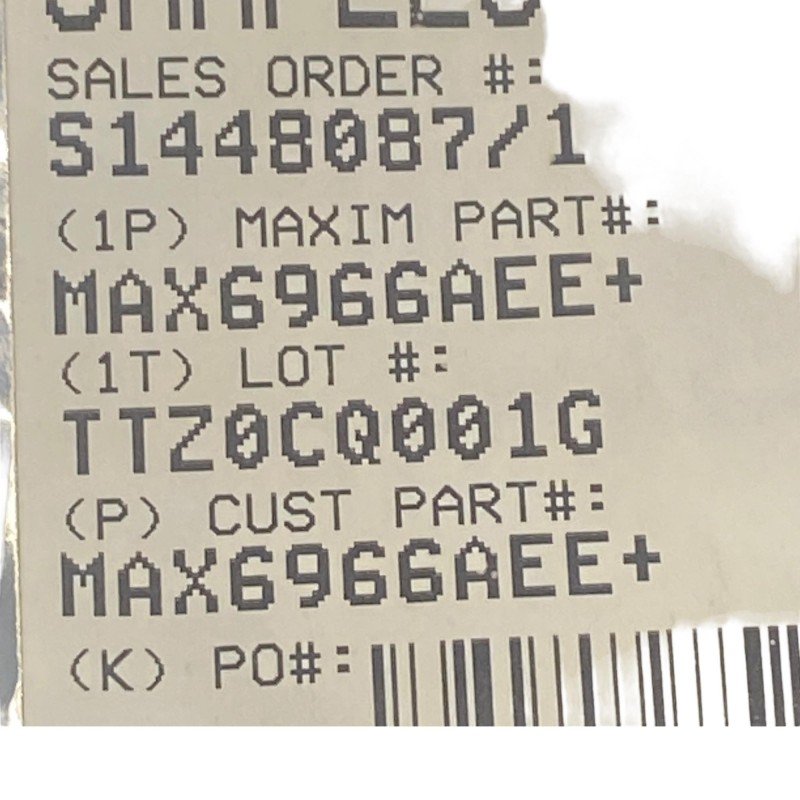 SALES ORDER #:
S1448087/1
(1P) MAXIM PART#:
MAX6966AEE+
(1T) LOT #:
TTZ0CQ001G
(P) CUST PART#:
MAX6966AEE+
(K) PO#: